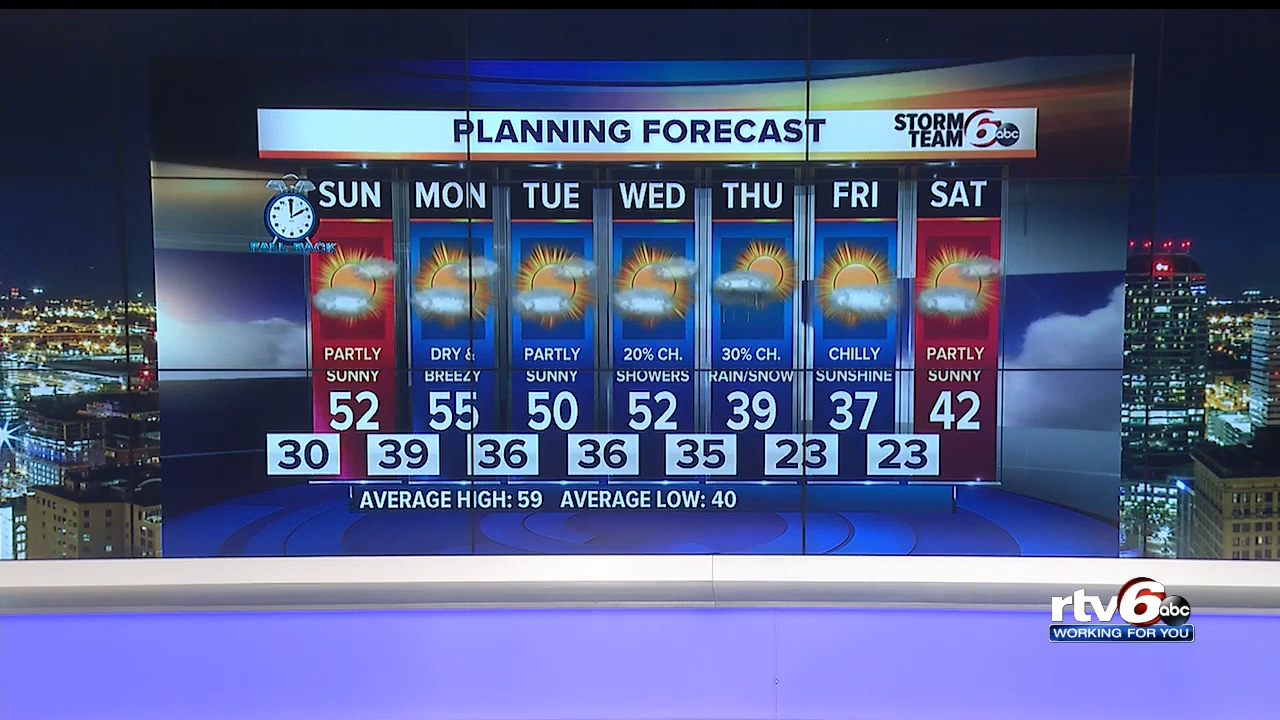 PLANNING FORECAST
STORM
TEAM 6 abc
SUN MON TUE WED THU FRI SAT
FALL BACK
PARTLY SUNNY
DRY & BREEZY
PARTLY SUNNY
20% CH. SHOWERS
30% CH. RAIN/SNOW
CHILLY SUNSHINE
PARTLY SUNNY
52 55 50 52 39 37 42
30 39 36 36 35 23 23
AVERAGE HIGH: 59 AVERAGE LOW: 40
rtv6 abc
WORKING FOR YOU